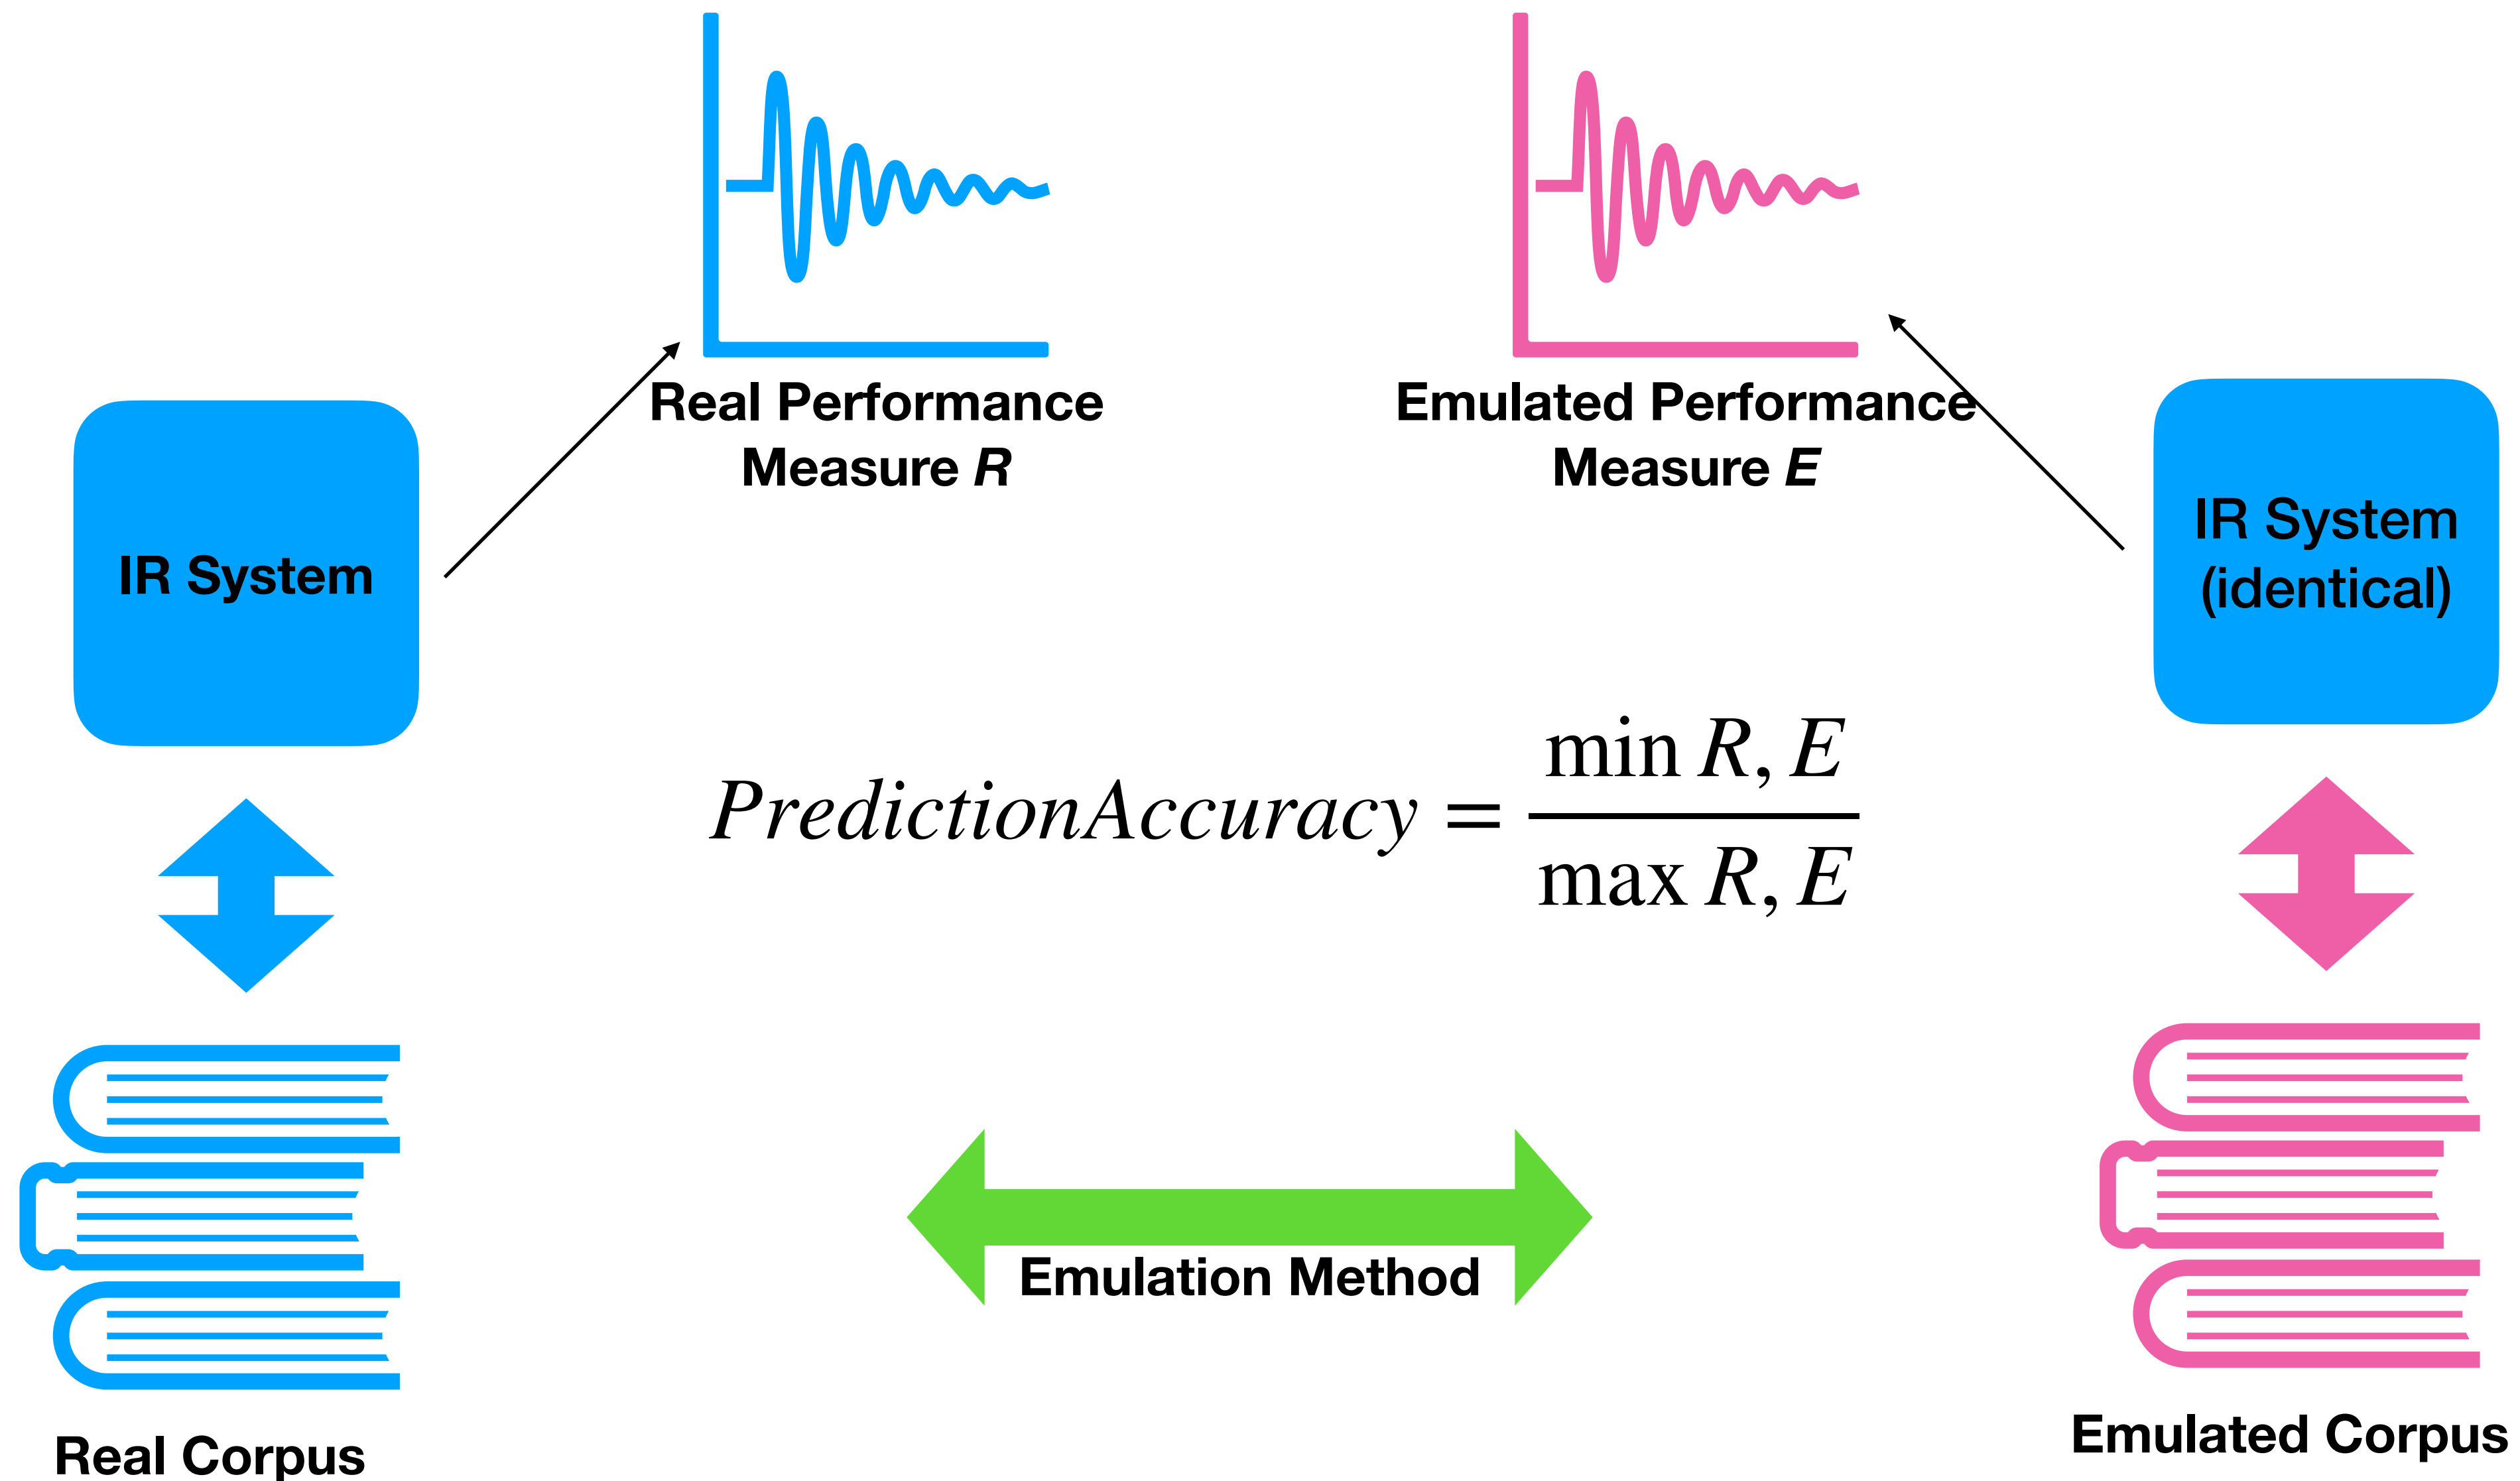 Real Performance
Measure R
Emulated Performance
Measure E
IR System
IR System
(identical)
PredictionAccuracy = min R, E / max R, E
Emulation Method
Real Corpus
Emulated Corpus